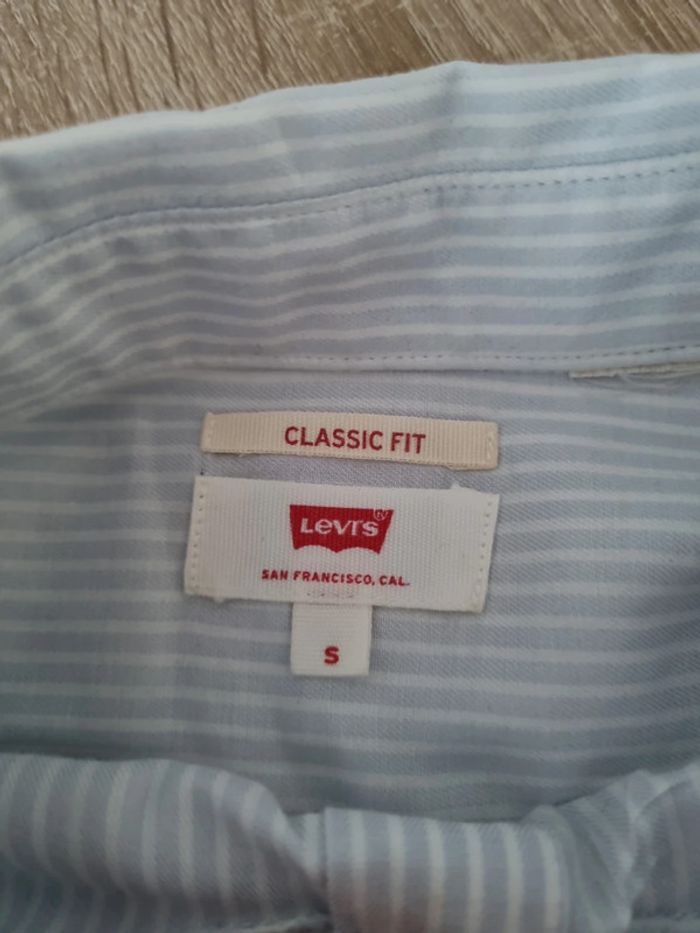 CLASSIC FIT
Levi's
SAN FRANCISCO, CAL.
S